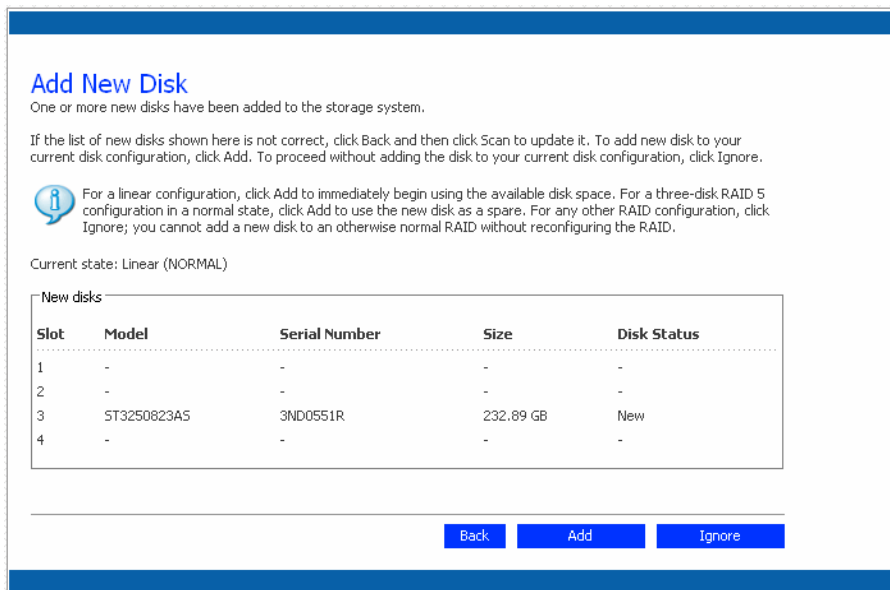 Add New Disk
One or more new disks have been added to the storage system.
If the list of new disks shown here is not correct, click Back and then click Scan to update it. To add new disk to your
current disk configuration, click Add. To proceed without adding the disk to your current disk configuration, click Ignore.
For a linear configuration, click Add to immediately begin using the available disk space. For a three-disk RAID 5
configuration in a normal state, click Add to use the new disk as a spare. For any other RAID configuration, click
Ignore; you cannot add a new disk to an otherwise normal RAID without reconfiguring the RAID.
Current state: Linear (NORMAL)
New disks
Slot Model Serial Number Size Disk Status
1 - - - -
2 - - - -
3 ST3250823AS 3ND0551R 232.89 GB New
4 - - - -
Back Add Ignore